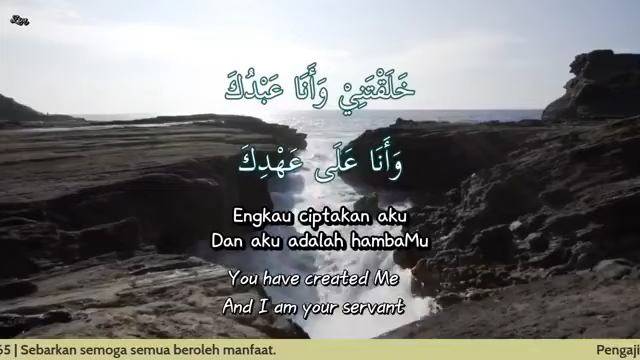 خَلَقْتَنِيْ وَأَنَا عَبْدُكَ
وَأَنَا عَلَى عَهْدِكَ
Engkau ciptakan aku
Dan aku adalah hambaMu
You have created Me
And I am your servant
65 | Sebarkan semoga semua beroleh manfaat. Pengaji